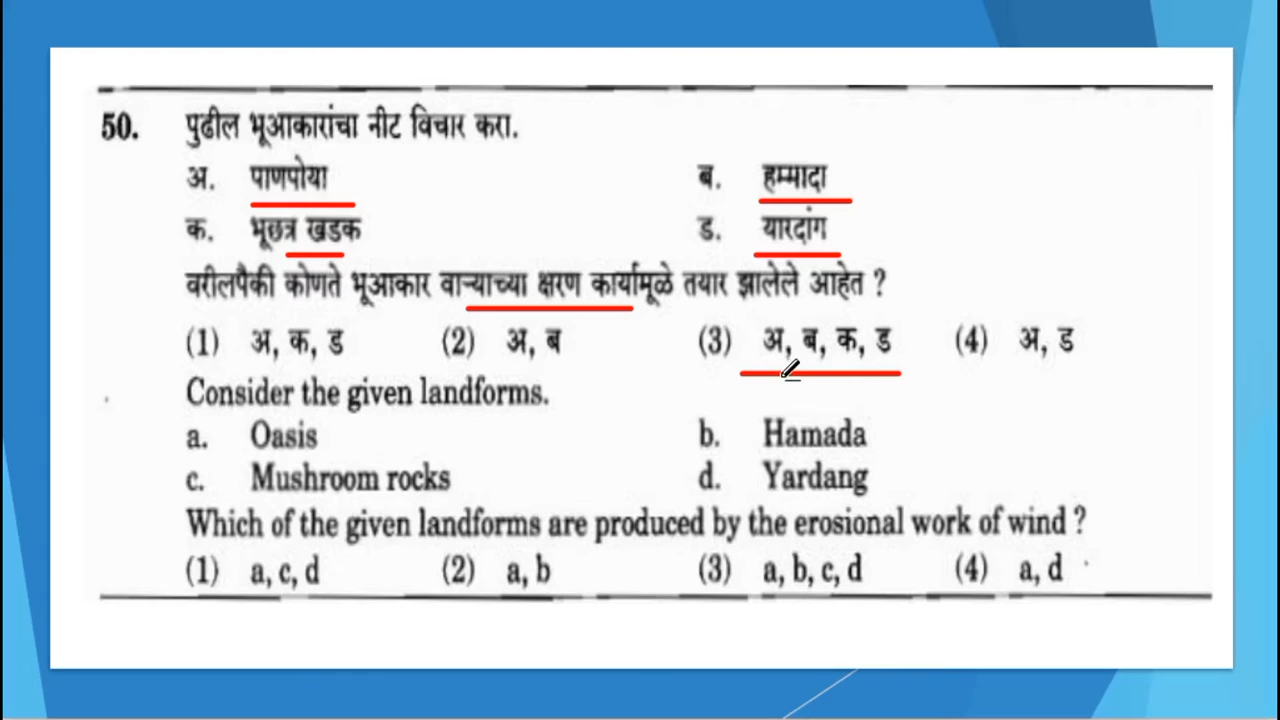 50. पुढील भूआकारांचा नीट विचार करा.
अ. पाणपोया ब. हम्मादा
क. भूछत्र खडक ड. यारदांग
वरीलपैकी कोणते भूआकार वाऱ्याच्या क्षरण कार्यामूळे तयार झालेले आहेत ?
(1) अ, क, ड (2) अ, ब (3) अ, ब, क, ड (4) अ, ड
Consider the given landforms.
a. Oasis b. Hamada
c. Mushroom rocks d. Yardang
Which of the given landforms are produced by the erosional work of wind ?
(1) a, c, d (2) a, b (3) a, b, c, d (4) a, d